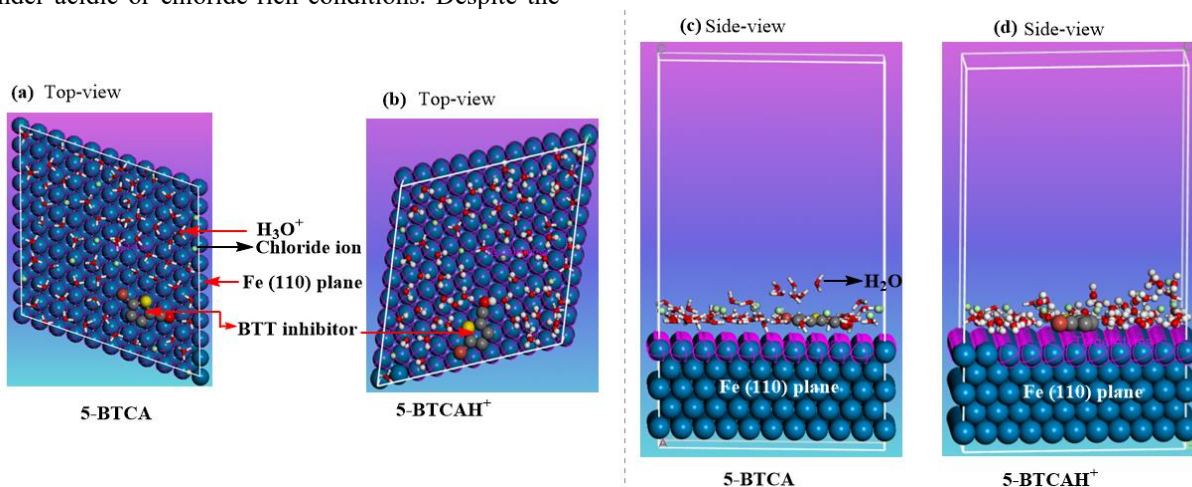 nder acidic or chloride-rich conditions. Despite the
(a) Top-view
(b) Top-view
H₃O⁺
Chloride ion
Fe (110) plane
BTT inhibitor
5-BTCA
5-BTCAH⁺
(c) Side-view
(d) Side-view
H₂O
Fe (110) plane
Fe (110) plane
5-BTCA
5-BTCAH⁺